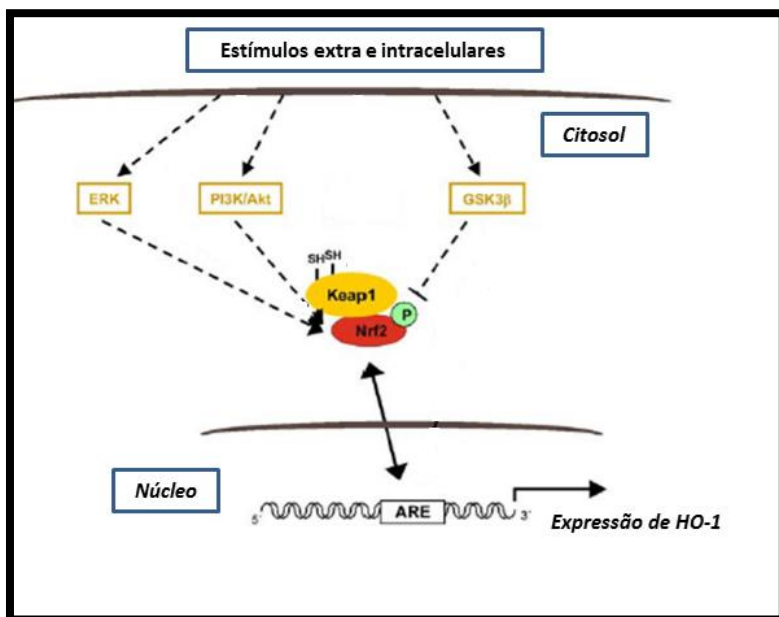 Estímulos extra e intracelulares
Citosol
ERK
PI3K/Akt
GSK3β
SH SH
Keap1
Nrf2
P
Núcleo
5´ ARE 3´
Expressão de HO-1